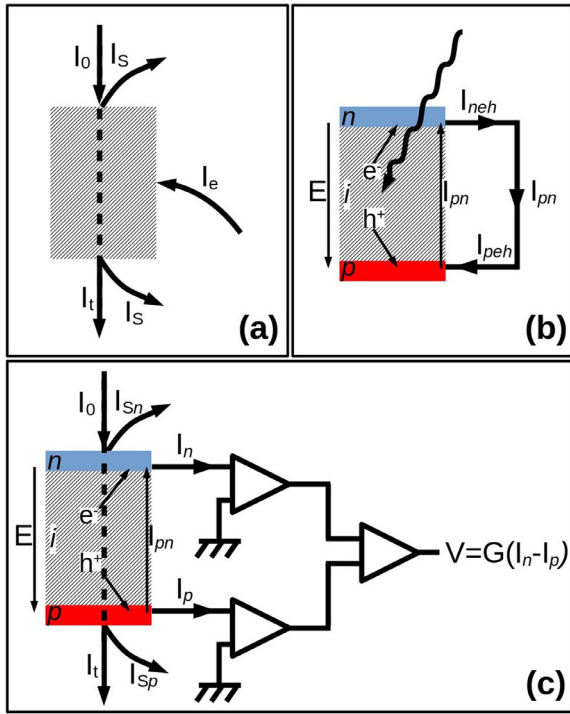 I0 IS
Ie
It IS
(a)
n Ineh
e-
E i Ipn Ipn
h+
p Ipeh
(b)
I0 ISn
n In
e-
E i Ipn
h+
V=G(In-Ip)
p Ip
It ISp
(c)